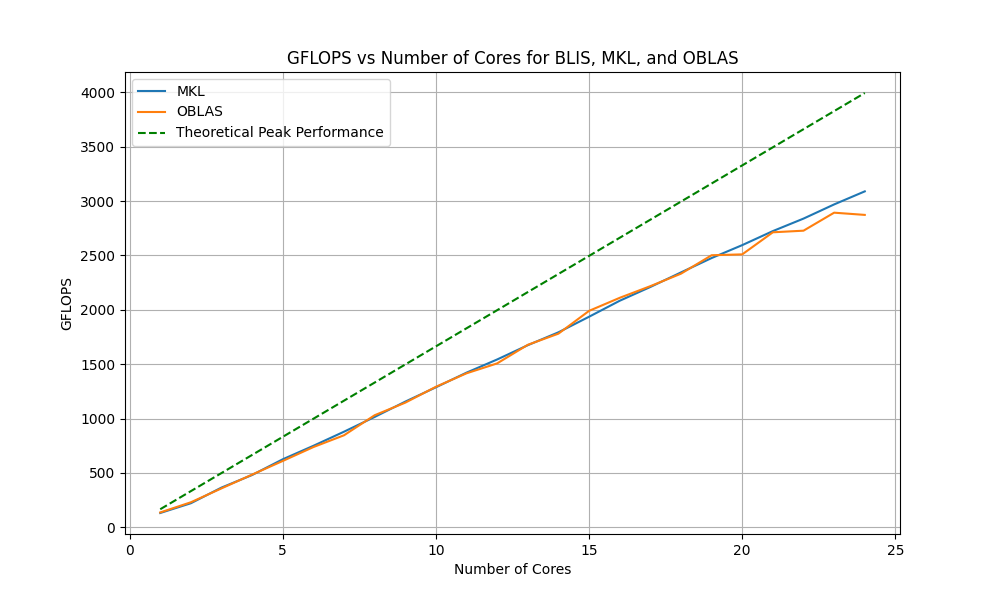 GFLOPS vs Number of Cores for BLIS, MKL, and OBLAS
MKL
OBLAS
Theoretical Peak Performance
4000
3500
3000
2500
2000
1500
1000
500
0
GFLOPS
0 5 10 15 20 25
Number of Cores